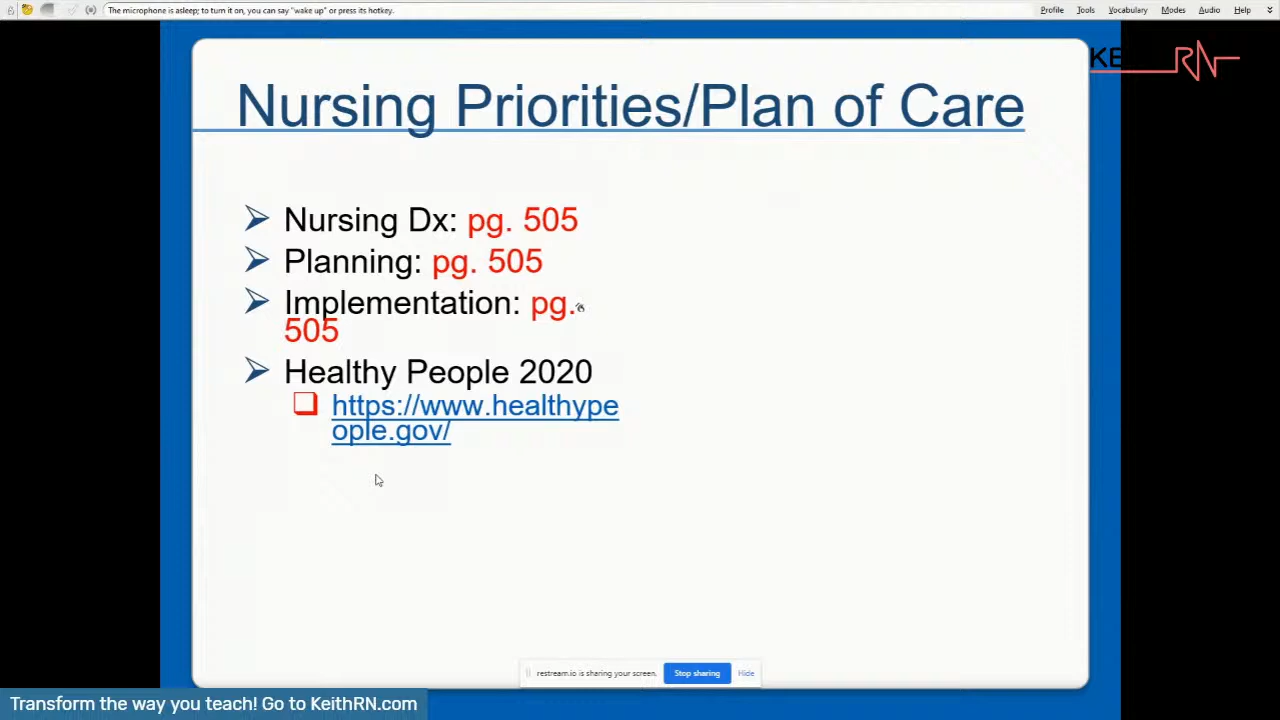 The microphone is asleep; to turn it on, you can say "wake up" or press its hotkey.
Profile Tools Vocabulary Modes Audio Help
KE RN
Nursing Priorities/Plan of Care
Nursing Dx: pg. 505
Planning: pg. 505
Implementation: pg.
505
Healthy People 2020
https://www.healthype
ople.gov/
restream.io is sharing your screen. Stop sharing Hide
Transform the way you teach! Go to KeithRN.com